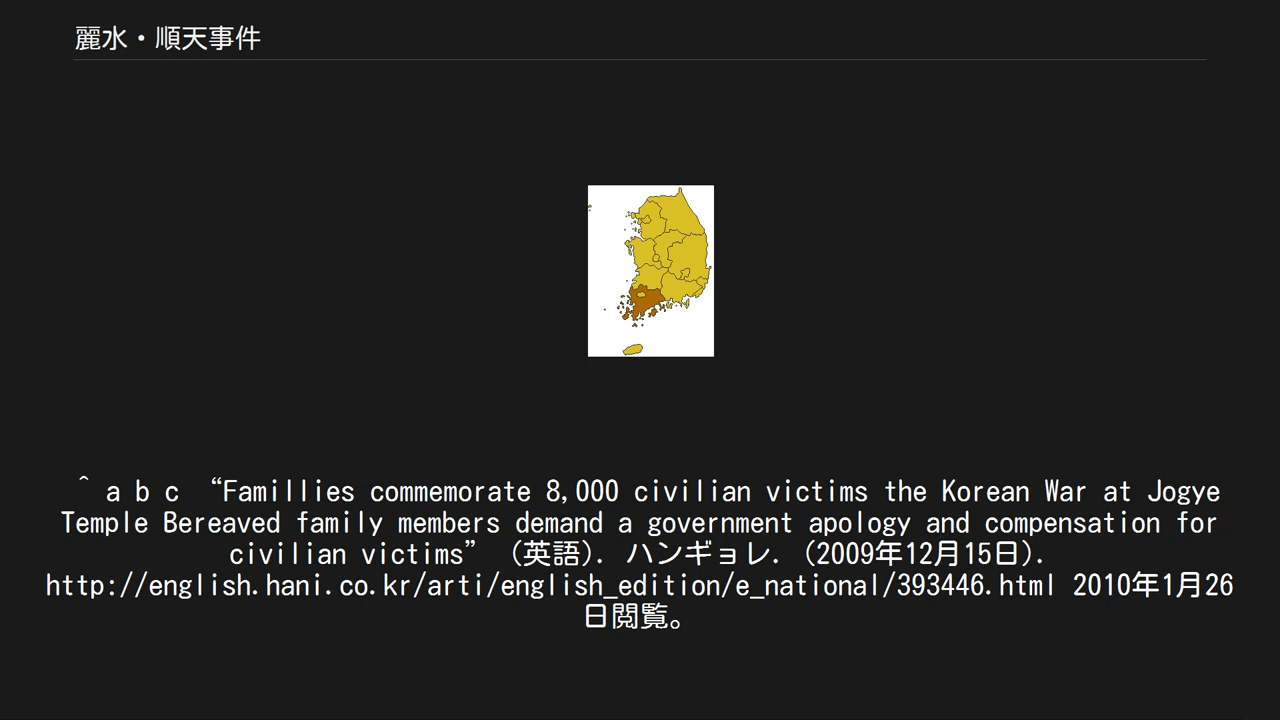 麗水・順天事件
^ a b c “Famillies commemorate 8,000 civilian victims the Korean War at Jogye
Temple Bereaved family members demand a government apology and compensation for
civilian victims” (英語). ハンギョレ. (2009年12月15日).
http://english.hani.co.kr/arti/english_edition/e_national/393446.html 2010年1月26
日閲覧。